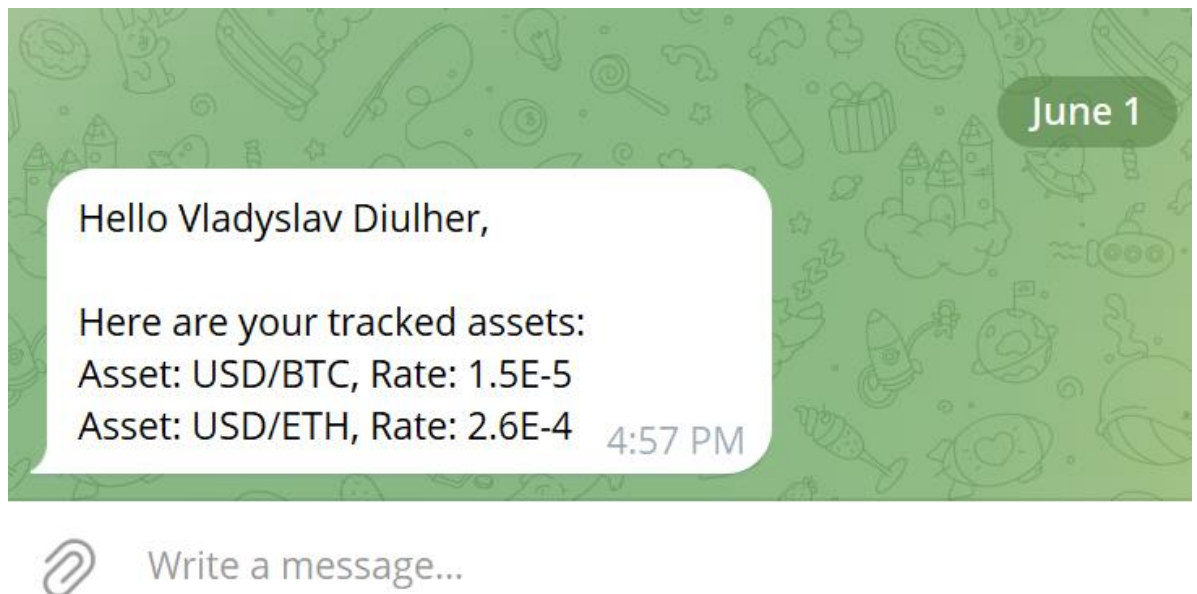 June 1
Hello Vladyslav Diulher,
Here are your tracked assets:
Asset: USD/BTC, Rate: 1.5E-5
Asset: USD/ETH, Rate: 2.6E-4
4:57 PM
Write a message...